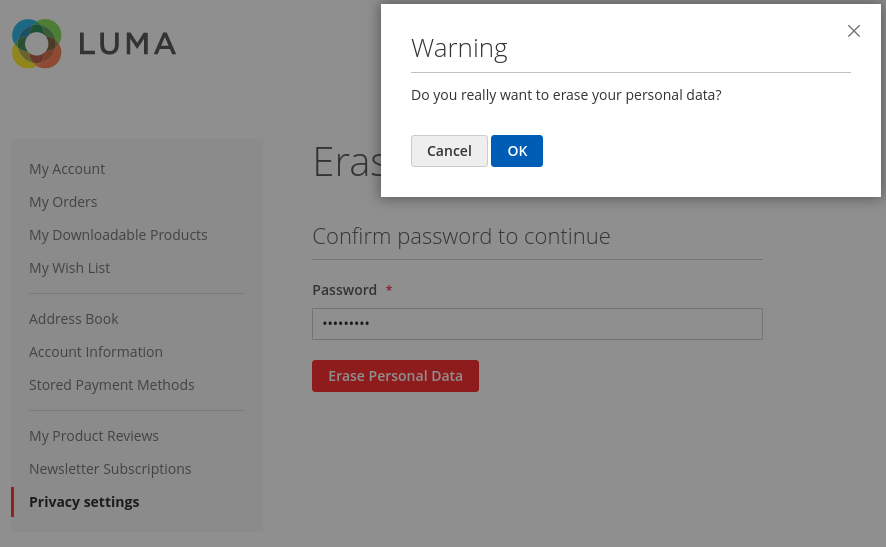 LUMA
Warning
Do you really want to erase your personal data?
Cancel
OK
My Account
My Orders
My Downloadable Products
My Wish List
Address Book
Account Information
Stored Payment Methods
My Product Reviews
Newsletter Subscriptions
Privacy settings
Confirm password to continue
Password *
•••••••••
Erase Personal Data